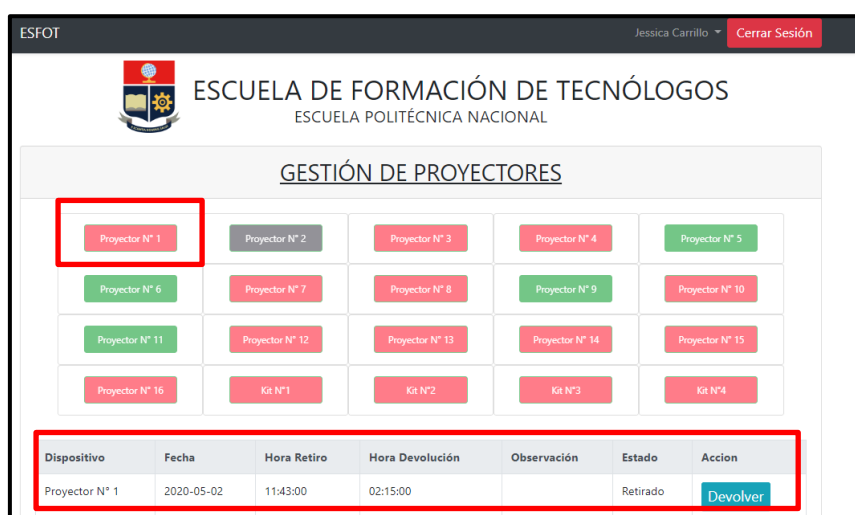 ESFOT Jessica Carrillo Cerrar Sesión
ESCUELA DE FORMACIÓN DE TECNÓLOGOS
ESCUELA POLITÉCNICA NACIONAL
GESTIÓN DE PROYECTORES
Proyector N° 1 Proyector N° 2 Proyector N° 3 Proyector N° 4 Proyector N° 5
Proyector N° 6 Proyector N° 7 Proyector N° 8 Proyector N° 9 Proyector N° 10
Proyector N° 11 Proyector N° 12 Proyector N° 13 Proyector N° 14 Proyector N° 15
Proyector N° 16 Kit N°1 Kit N°2 Kit N°3 Kit N°4
Dispositivo Fecha Hora Retiro Hora Devolución Observación Estado Accion
Proyector N° 1 2020-05-02 11:43:00 02:15:00 Retirado Devolver